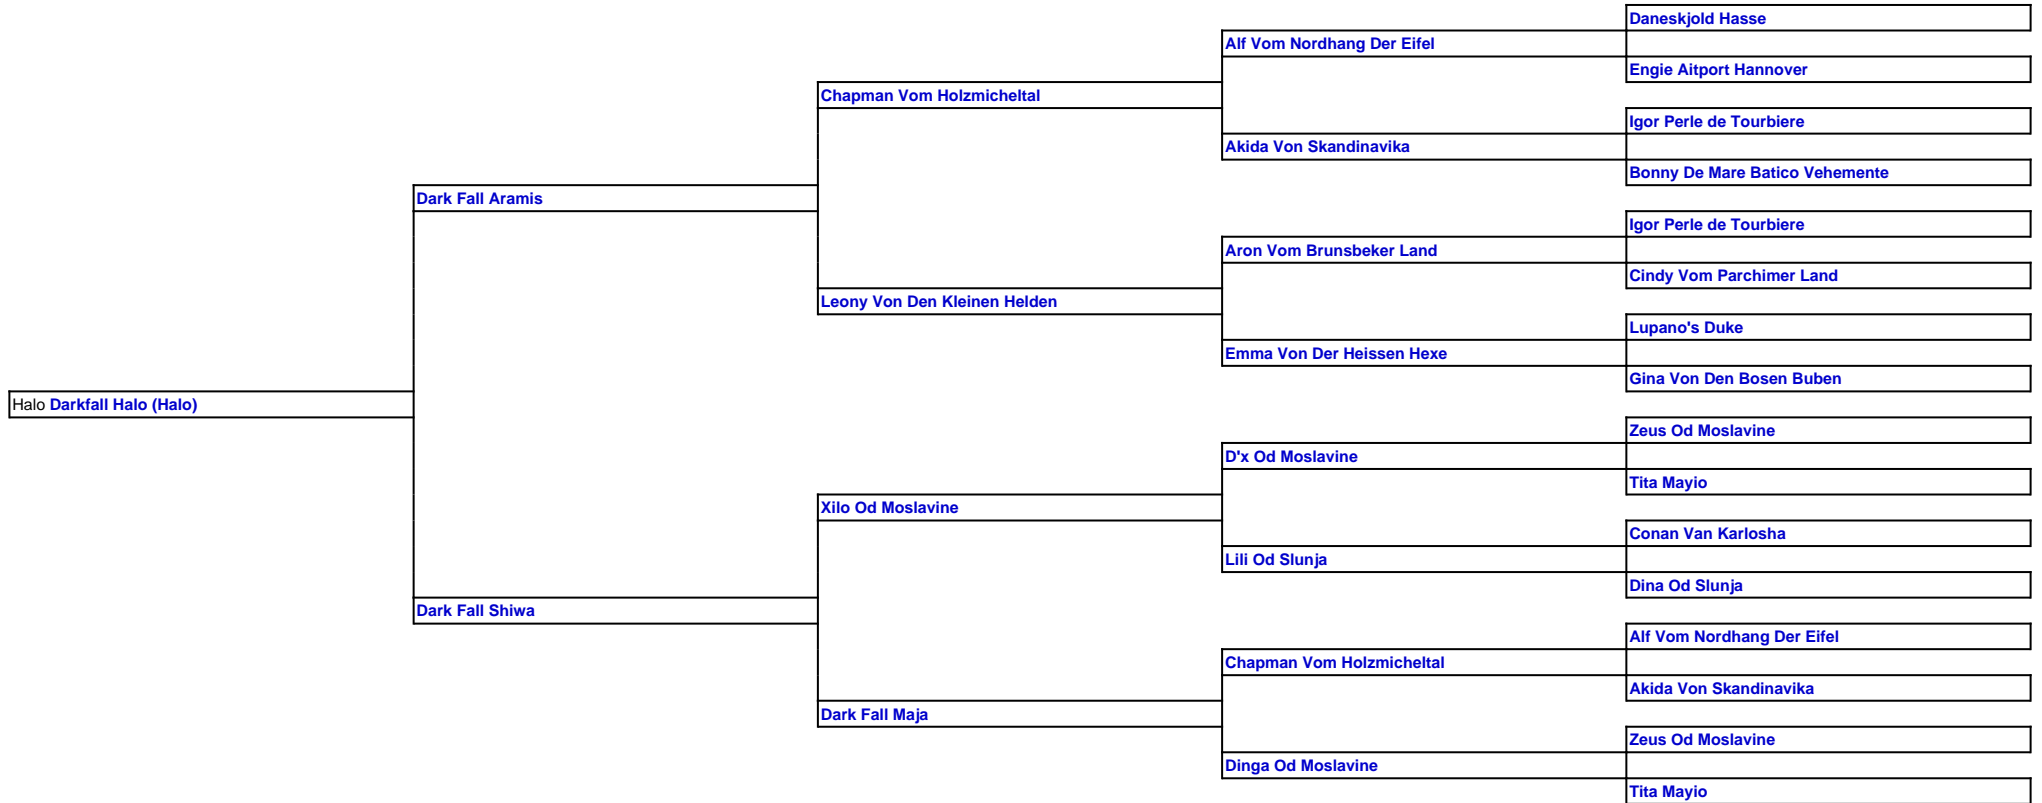 Daneskjold Hasse
Alf Vom Nordhang Der Eifel
Engie Aitport Hannover
Chapman Vom Holzmicheltal
Igor Perle de Tourbiere
Akida Von Skandinavika
Bonny De Mare Batico Vehemente
Dark Fall Aramis
Igor Perle de Tourbiere
Aron Vom Brunsbeker Land
Cindy Vom Parchimer Land
Leony Von Den Kleinen Helden
Lupano's Duke
Emma Von Der Heissen Hexe
Gina Von Den Bosen Buben
Halo Darkfall Halo (Halo)
Zeus Od Moslavine
D'x Od Moslavine
Tita Mayio
Xilo Od Moslavine
Conan Van Karlosha
Lili Od Slunja
Dina Od Slunja
Dark Fall Shiwa
Alf Vom Nordhang Der Eifel
Chapman Vom Holzmicheltal
Akida Von Skandinavika
Dark Fall Maja
Zeus Od Moslavine
Dinga Od Moslavine
Tita Mayio